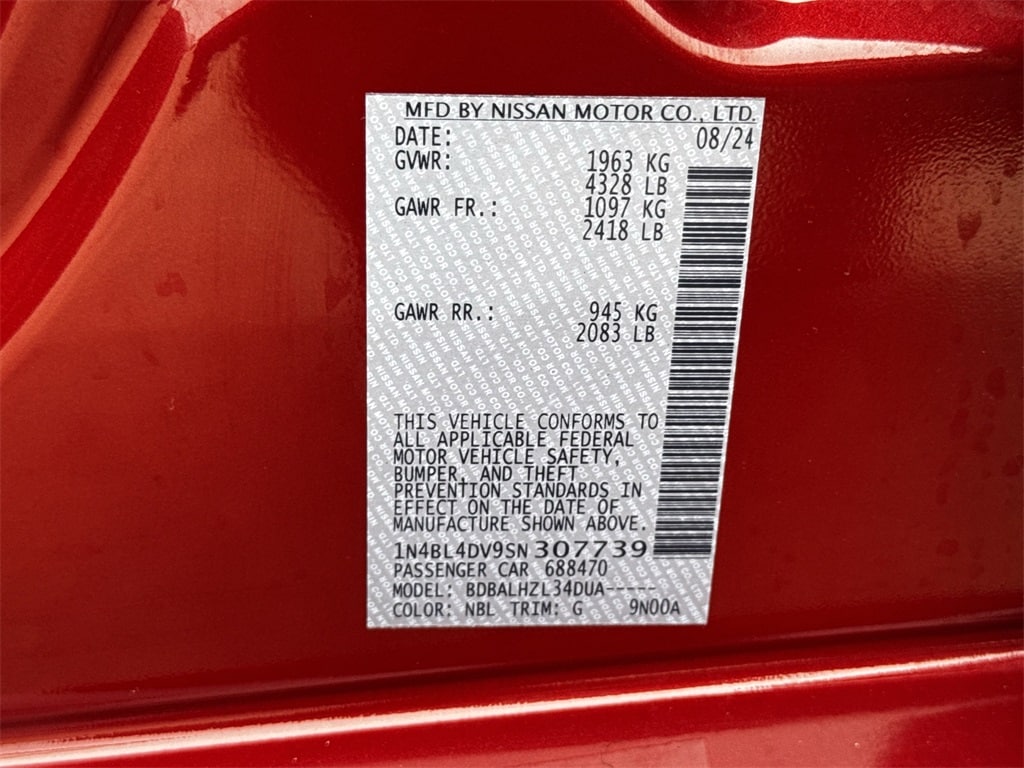 MFD BY NISSAN MOTOR CO., LTD.
DATE: 08/24
GVWR: 1963 KG
4328 LB
GAWR FR.: 1097 KG
2418 LB
GAWR RR.: 945 KG
2083 LB
THIS VEHICLE CONFORMS TO
ALL APPLICABLE FEDERAL
MOTOR VEHICLE SAFETY,
BUMPER, AND THEFT
PREVENTION STANDARDS IN
EFFECT ON THE DATE OF
MANUFACTURE SHOWN ABOVE.
1N4BL4DV9SN307739
PASSENGER CAR 688470
MODEL: BDBALHZL34DUA-----
COLOR: NBL TRIM: G 9N00A